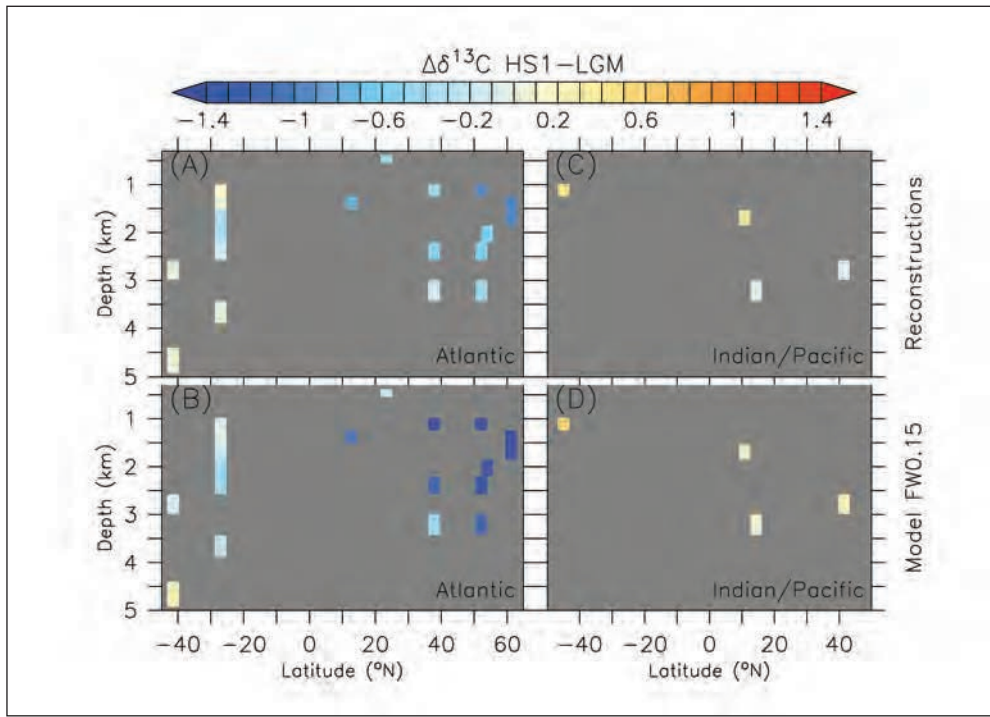 Δδ¹³C HS1−LGM
−1.4 −1 −0.6 −0.2 0.2 0.6 1 1.4
(A) (C)
1
2
3
4
5
Depth (km)
Atlantic Indian/Pacific
Reconstructions
(B) (D)
1
2
3
4
5
Depth (km)
Atlantic Indian/Pacific
Model FW0.15
−40 −20 0 20 40 60 −40 −20 0 20 40
Latitude (°N) Latitude (°N)